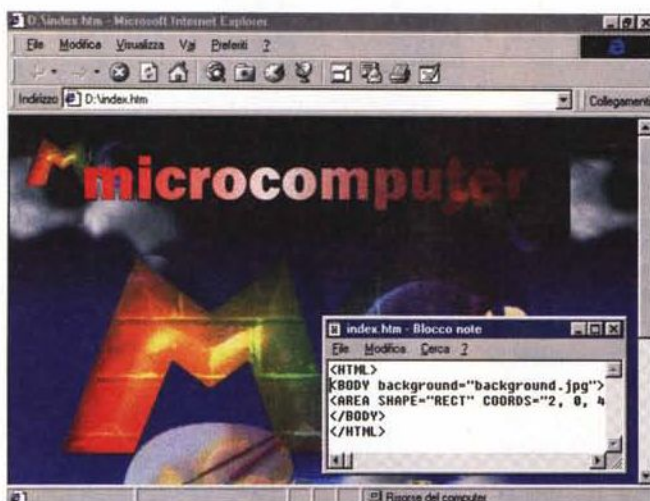 D:\index.htm - Microsoft Internet Explorer
File Modifica Visualizza Vai Preferiti ?
Indirizzo D:\index.htm Collegamenti
microcomputer
index.htm - Blocco note
File Modifica Cerca ?
<HTML>
<BODY background="background.jpg">
<AREA SHAPE="RECT" COORDS="2, 0, 4
</BODY>
</HTML>
Risorse del computer